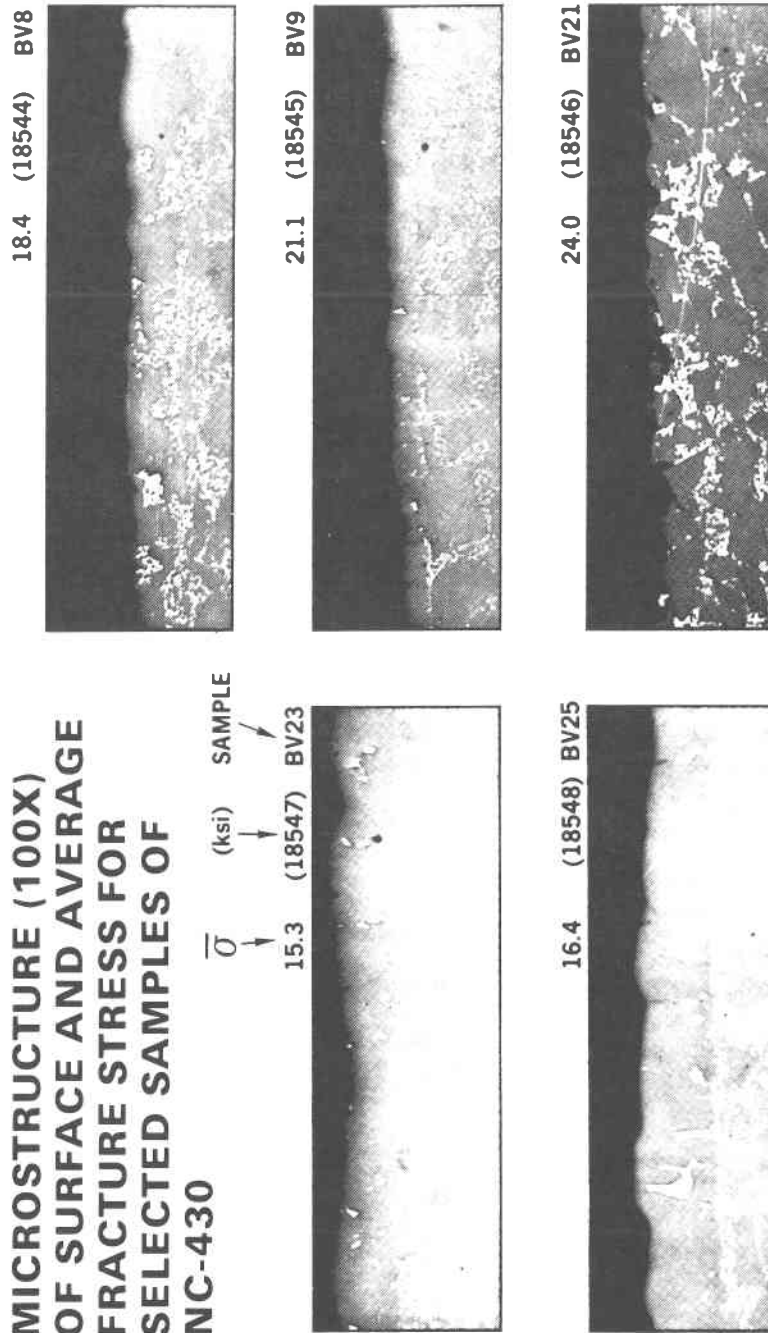 MICROSTRUCTURE (100X)
OF SURFACE AND AVERAGE
FRACTURE STRESS FOR
SELECTED SAMPLES OF
NC-430
σ̅ (ksi) SAMPLE
15.3 (18547) BV23
16.4 (18548) BV25
18.4 (18544) BV8
21.1 (18545) BV9
24.0 (18546) BV21